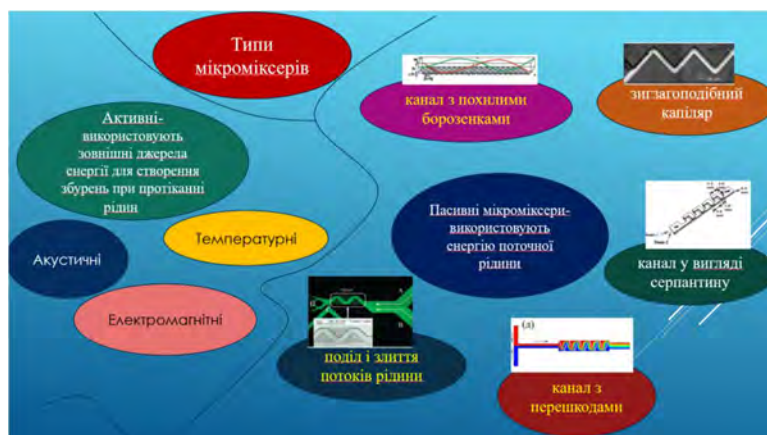 Типи
мікроміксерів
Активні-
використовують
зовнішні джерела
енергії для створення
збурень при протіканні
рідин
Акустичні
Температурні
Електромагнітні
канал з похилими
борозенками
зигзагоподібний
капіляр
Пасивні мікроміксери-
використовують
енергію поточної
рідини
канал у вигляді
серпантину
A
B
поділ і злиття
потоків рідини
(д)
канал з
перешкодами